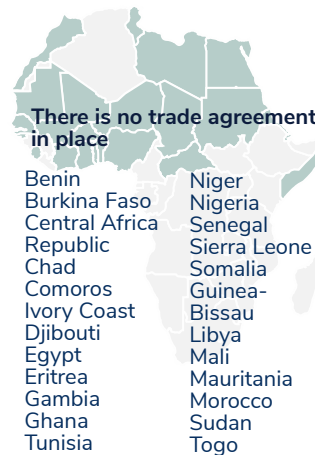 There is no trade agreement
in place
Benin
Burkina Faso
Central Africa
Republic
Chad
Comoros
Ivory Coast
Djibouti
Egypt
Eritrea
Gambia
Ghana
Tunisia
Niger
Nigeria
Senegal
Sierra Leone
Somalia
Guinea-
Bissau
Libya
Mali
Mauritania
Morocco
Sudan
Togo